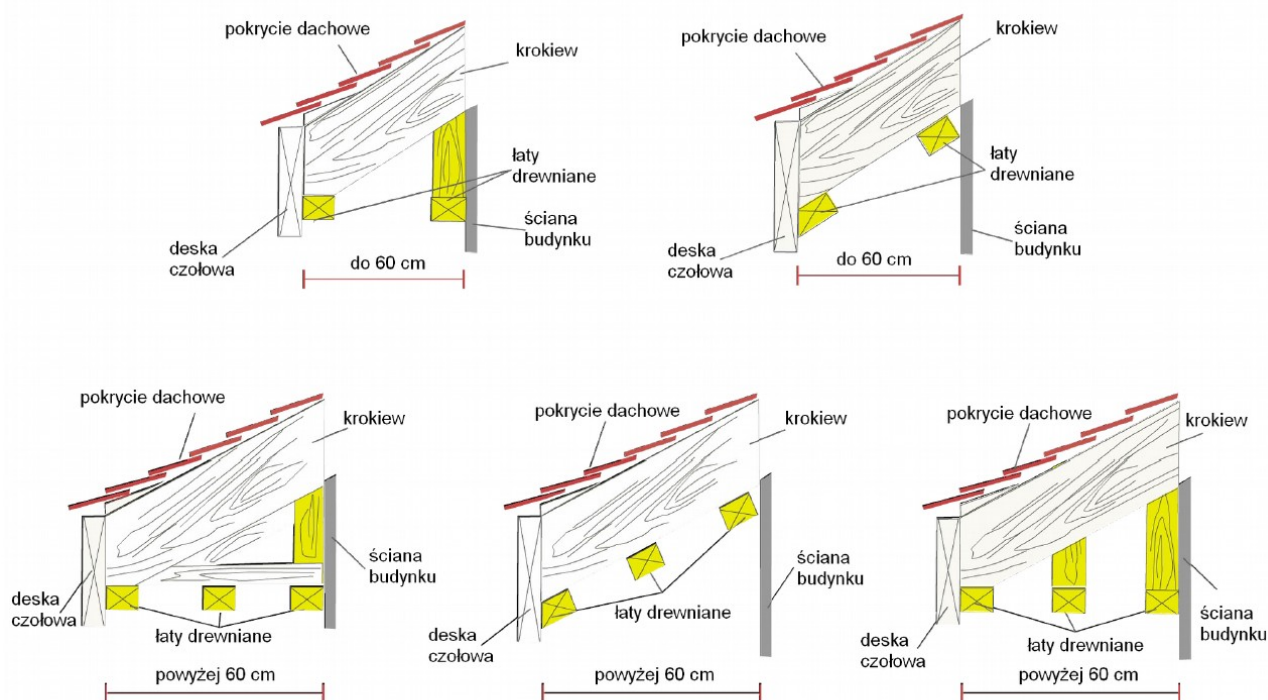 pokrycie dachowe
krokiew
łaty
drewniane
ściana
budynku
deska
czołowa
do 60 cm
pokrycie dachowe
krokiew
łaty
drewniane
ściana
budynku
deska
czołowa
do 60 cm
pokrycie dachowe
krokiew
ściana
budynku
deska
czołowa
łaty drewniane
powyżej 60 cm
pokrycie dachowe
krokiew
ściana
budynku
łaty drewniane
deska
czołowa
powyżej 60 cm
pokrycie dachowe
krokiew
ściana
budynku
łaty drewniane
deska
czołowa
powyżej 60 cm